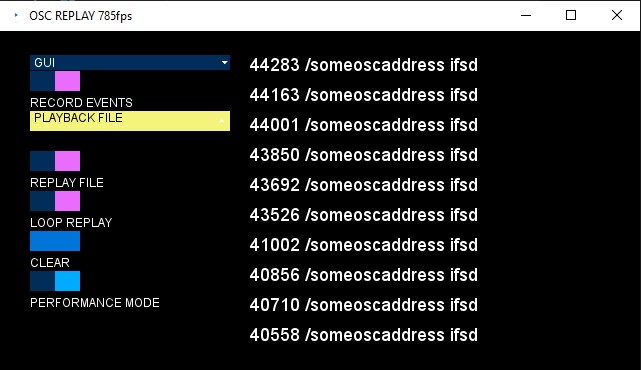 OSC REPLAY 785fps
GUI
RECORD EVENTS
PLAYBACK FILE
REPLAY FILE
LOOP REPLAY
CLEAR
PERFORMANCE MODE
44283 /someoscaddress ifsd
44163 /someoscaddress ifsd
44001 /someoscaddress ifsd
43850 /someoscaddress ifsd
43692 /someoscaddress ifsd
43526 /someoscaddress ifsd
41002 /someoscaddress ifsd
40856 /someoscaddress ifsd
40710 /someoscaddress ifsd
40558 /someoscaddress ifsd